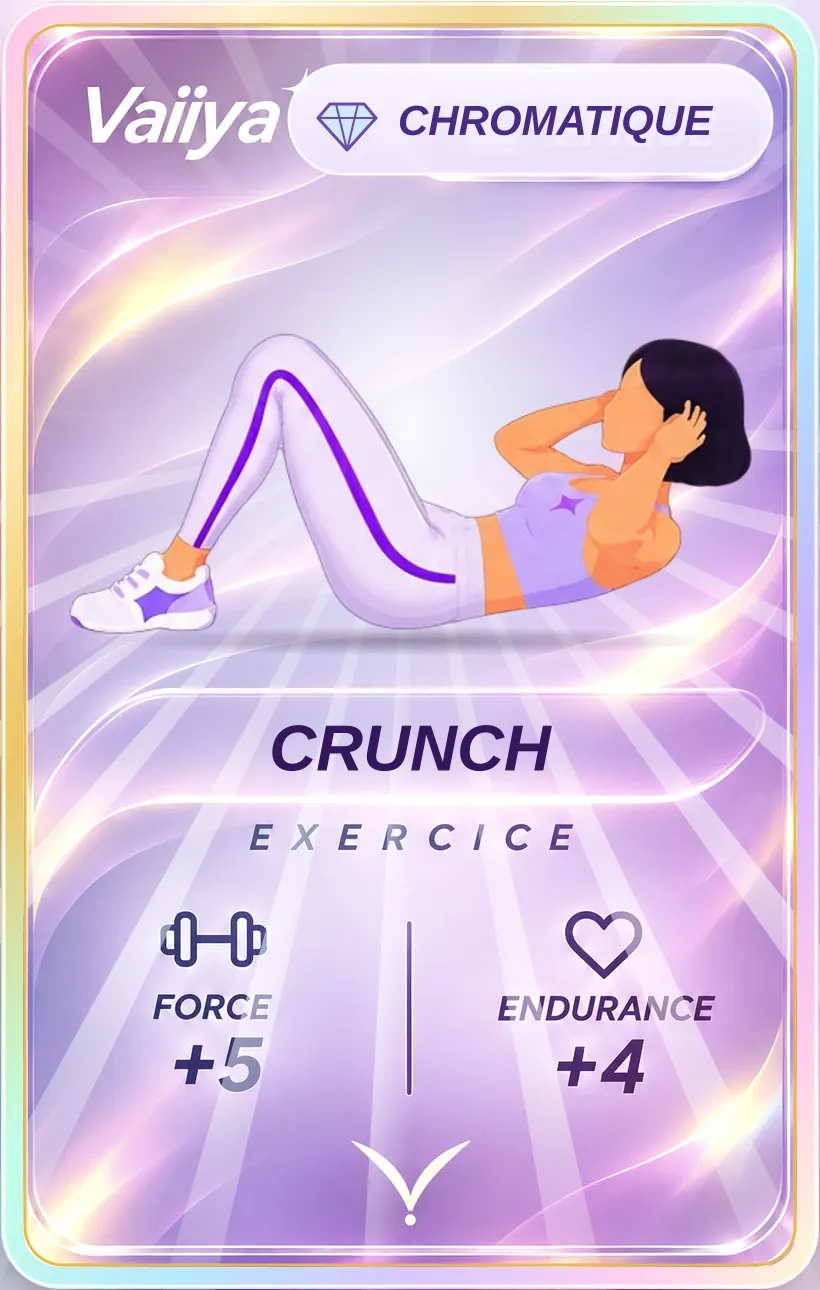 Vaiiya
CHROMATIQUE
CRUNCH
EXERCICE
FORCE
+5
ENDURANCE
+4